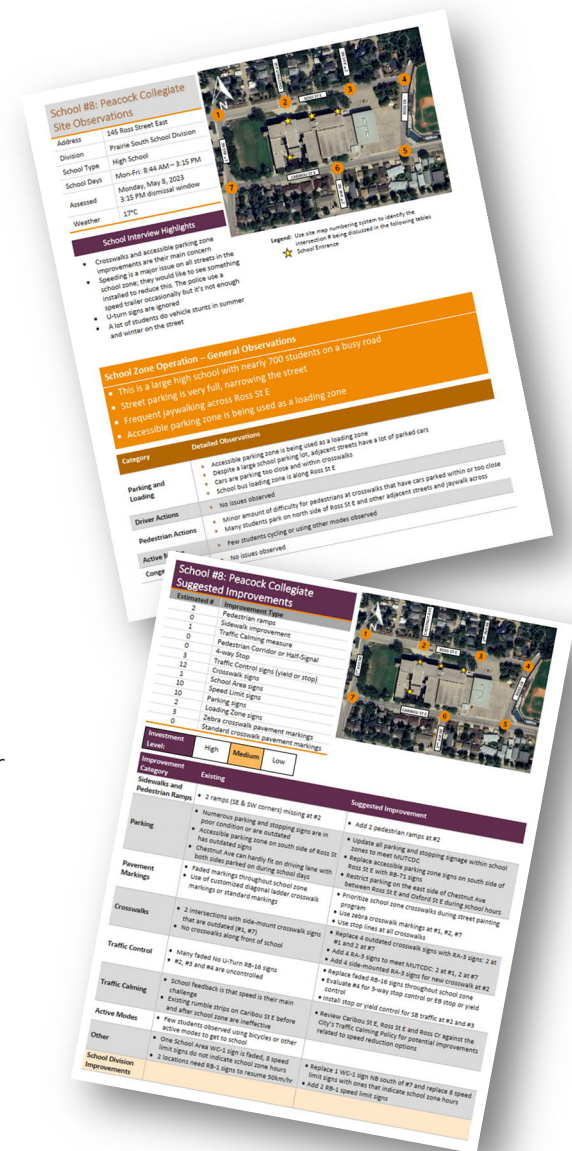 School #8: Peacock Collegiate
Site Observations
Address 145 Ross Street East
Division Prairie South School Division
School Type High School
School Days Mon-Fri: 8:44 AM – 3:15 PM
Assessed Monday, May 8, 2023
3:15 PM dismissal window
Weather 17°C
1
2
3
4
5
6
7
ROSS ST E
CARIBOU ST E
School Interview Highlights
• Crosswalks and accessible parking zone
improvements are their main concern
• Speeding is a major issue on all streets in the
school zone; they would like to see something
installed to reduce this. The police use a
speed trailer occasionally but it's not enough
• U-turn signs are ignored
• A lot of students do vehicle stunts in summer
and winter on the street
Legend: Use site map numbering system to identify the
intersection # being discussed in the following tables
School Entrance
School Zone Operation – General Observations
• This is a large high school with nearly 700 students on a busy road
• Street parking is very full, narrowing the street
• Frequent jaywalking across Ross St E
• Accessible parking zone is being used as a loading zone
Category Detailed Observations
Parking and
Loading
• Accessible parking zone is being used as a loading zone
• Despite a large school parking lot, adjacent streets have a lot of parked cars
• Cars are parking too close and within crosswalks
• School bus loading zone is along Ross St E
Driver Actions • No issues observed
Pedestrian Actions
• Minor amount of difficulty for pedestrians at crosswalks that have cars parked within or too close
• Many students park on north side of Ross St E and other adjacent streets and jaywalk across
• Few students cycling or using other modes observed
• No issues observed
School #8: Peacock Collegiate
Suggested Improvements
Estimated # Improvement Type
2 Pedestrian ramps
0 Sidewalk improvement
1 Traffic Calming measure
0 Pedestrian Corridor or Half-Signal
0 4-way Stop
3 Traffic Control signs (yield or stop)
12 Crosswalk signs
1 School Area signs
10 Speed Limit signs
10 Parking signs
2 Loading Zone signs
3 Zebra crosswalk pavement markings
0 Standard crosswalk pavement markings
1
2
3
4
5
6
7
ROSS ST E
CARIBOU ST E
Investment
Level: High Medium Low
Improvement
Category Existing Suggested Improvement
Sidewalks and
Pedestrian Ramps
• 2 ramps (SE & SW corners) missing at #2
• Add 2 pedestrian ramps at #2
Parking
• Numerous parking and stopping signs are in
poor condition or are outdated
• Accessible parking zone on south side of Ross St
has outdated signs
• Chestnut Ave can hardly fit on driving lane with
both sides parked on during school days
• Update all parking and stopping signage within school
zones to meet MUTCDC
• Replace accessible parking zone signs on south side of
Ross St E with RB-71 signs
• Restrict parking on the east side of Chestnut Ave
between Ross St E and Oxford St E during school hours
Pavement
Markings
• Faded markings throughout school zone
• Use of customized diagonal ladder crosswalk
markings or standard markings
• Prioritize school zone crosswalks during street painting
program
• Use zebra crosswalk markings at #1, #2, #7
• Use stop lines at all crosswalks
Crosswalks
• 2 intersections with side-mount crosswalk signs
that are outdated (#1, #7)
• No crosswalks along front of school
• Replace 4 outdated crosswalk signs with RA-3 signs: 2 at
#1 and 2 at #7
• Add 4 RA-3 signs to meet MUTCDC: 2 at #1, 2 at #7
• Add 4 side-mounted RA-3 signs for new crosswalk at #2
Traffic Control
• Many faded No U-Turn RB-16 signs
• #2, #3 and #4 are uncontrolled
• Replace faded RB-16 signs throughout school zone
• Evaluate #4 for 3-way stop control or EB stop or yield
control
• Install stop or yield control for SB traffic at #2 and #3
Traffic Calming
• School feedback is that speed is their main
challenge
• Existing rumble strips on Caribou St E before
and after school zone are ineffective
• Review Caribou St E, Ross St E and Ross Cr against the
City's Traffic Calming Policy for potential improvements
related to speed reduction options
Active Modes
• Few students observed using bicycles or other
active modes to get to school
Other
• One School Area WC-1 sign is faded, 8 speed
limit signs do not indicate school zone hours
• 2 locations need RB-1 signs to resume 50km/hr
• Replace 1 WC-1 sign NB south of #7 and replace 8 speed
limit signs with ones that indicate school zone hours
• Add 2 RB-1 speed limit signs
School Division
Improvements